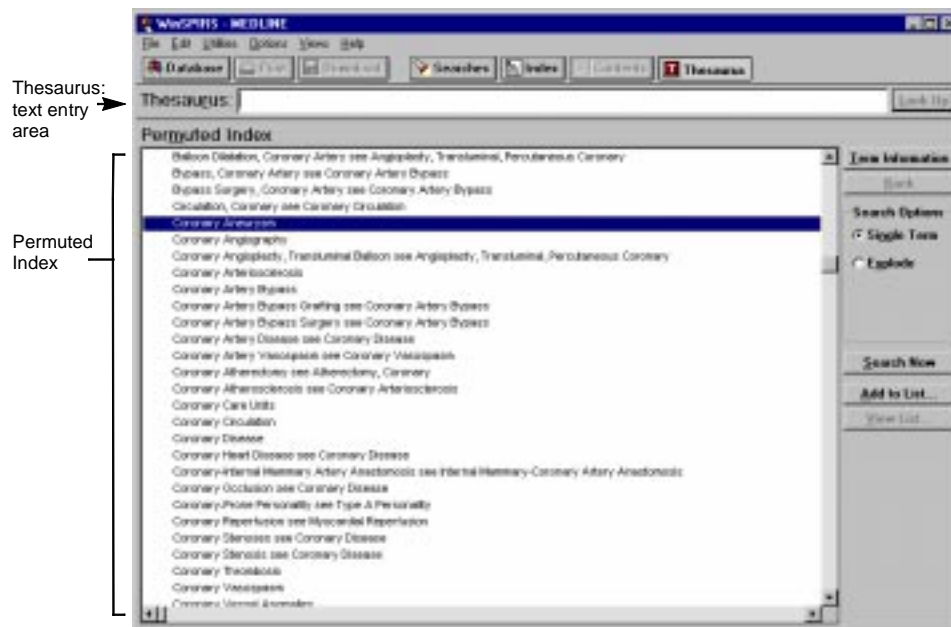 WinSPIRS - MEDLINE
File Edit Utilities Options Views Help
Database Print Download Searches Index Contents Thesaurus
Thesaurus:
text entry
area
Thesaurus: Look Up
Permuted Index
Permuted
Index
Balloon Dilatation, Coronary Artery see Angioplasty, Transluminal, Percutaneous Coronary
Bypass, Coronary Artery see Coronary Artery Bypass
Bypass Surgery, Coronary Artery see Coronary Artery Bypass
Circulation, Coronary see Coronary Circulation
Coronary Aneurysm
Coronary Angiography
Coronary Angioplasty, Transluminal Balloon see Angioplasty, Transluminal, Percutaneous Coronary
Coronary Arteriosclerosis
Coronary Artery Bypass
Coronary Artery Bypass Grafting see Coronary Artery Bypass
Coronary Artery Bypass Surgery see Coronary Artery Bypass
Coronary Artery Disease see Coronary Disease
Coronary Artery Vasospasm see Coronary Vasospasm
Coronary Atherectomy see Atherectomy, Coronary
Coronary Atherosclerosis see Coronary Arteriosclerosis
Coronary Care Units
Coronary Circulation
Coronary Disease
Coronary Heart Disease see Coronary Disease
Coronary-Internal Mammary Artery Anastomosis see Internal Mammary-Coronary Artery Anastomosis
Coronary Occlusion see Coronary Disease
Coronary-Prone Personality see Type A Personality
Coronary Reperfusion see Myocardial Reperfusion
Coronary Stenoses see Coronary Disease
Coronary Stenosis see Coronary Disease
Coronary Thrombosis
Coronary Vasospasm
Coronary Vessel Anomalies
Term Information
Back
Search Options
Single Term
Explode
Search Now
Add to List...
View List...